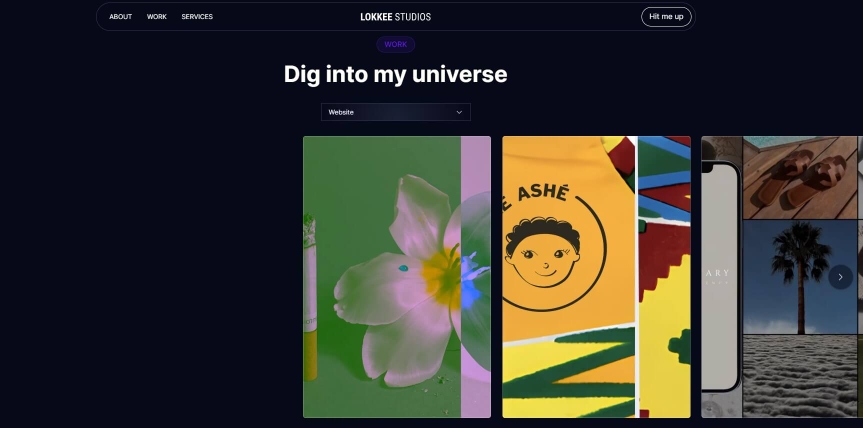 ABOUT WORK SERVICES LOKKEE STUDIOS Hit me up
WORK
Dig into my universe
Website
E ASHÉ
ARY